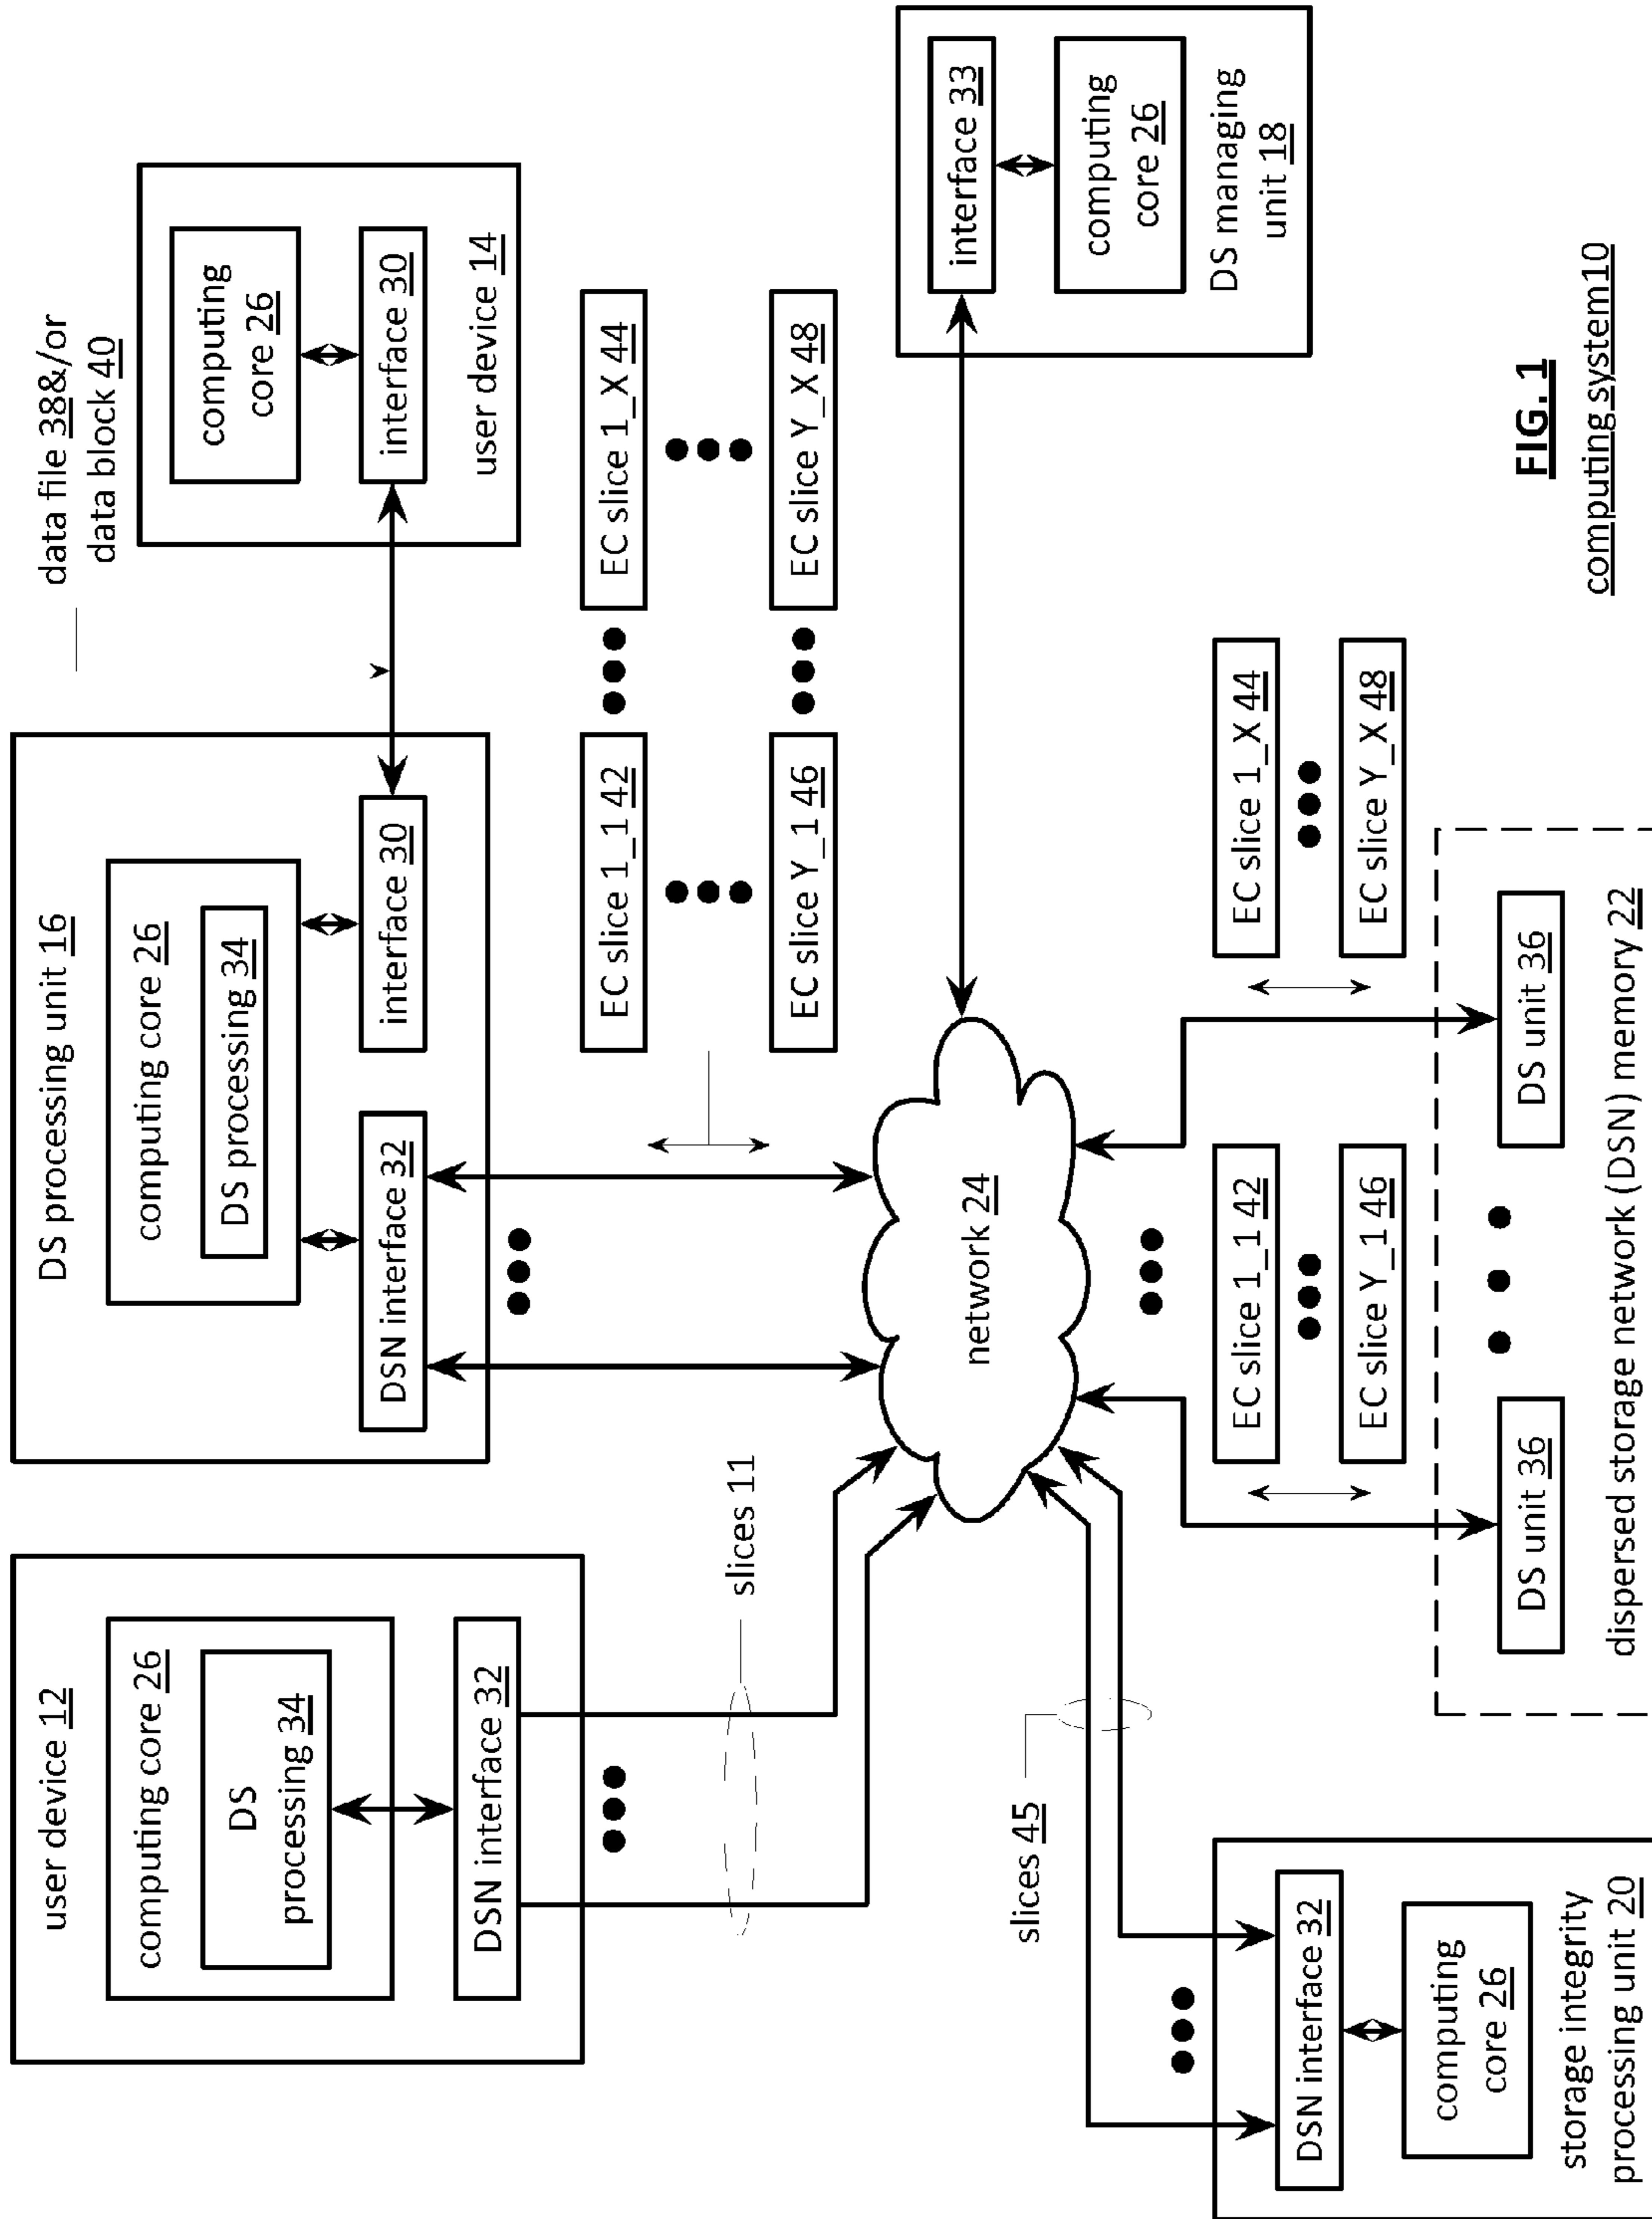 user device 12
computing core 26
DS
processing 34
DSN interface 32
slices 11
DS processing unit 16
computing core 26
DS processing 34
DSN interface 32
interface 30
data file 38&/or
data block 40
computing
core 26
interface 30
user device 14
EC slice 1_1 42
EC slice 1_X 44
EC slice Y_1 46
EC slice Y_X 48
network 24
interface 33
computing
core 26
DS managing
unit 18
slices 45
DSN interface 32
computing
core 26
storage integrity
processing unit 20
EC slice 1_1 42
EC slice Y_1 46
EC slice 1_X 44
EC slice Y_X 48
DS unit 36
DS unit 36
dispersed storage network (DSN) memory 22
FIG. 1
computing system10